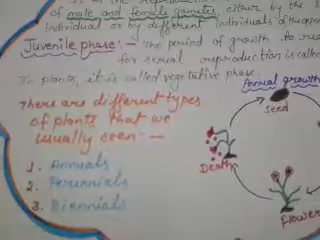 of male and female gametes, either by the
individual or by different individuals of the opposite
Juvenile phase:- The period of growth to
for sexual reproduction is called
In plants, it is called vegetative phase.
Annual growth
There are different types
of plants that we
usually seen:-
Seed
1. Annuals
2. Perennials
3. Biennials
Death
Flower